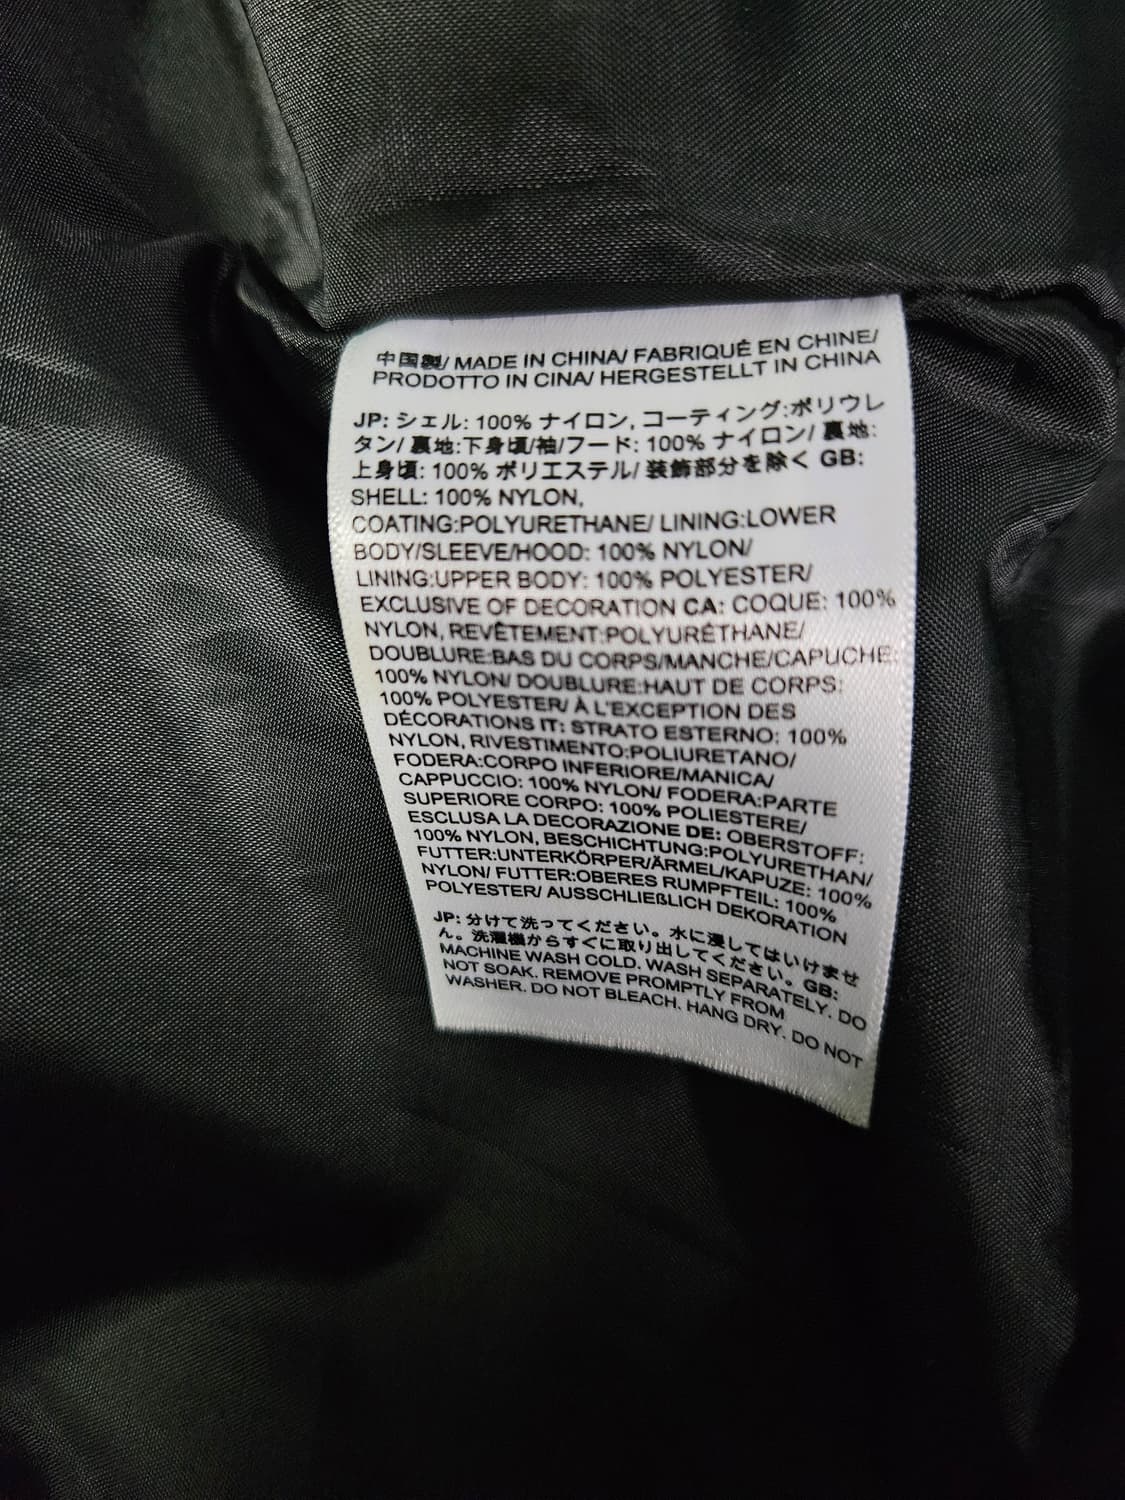 中国製/ MADE IN CHINA/ FABRIQUÉ EN CHINE/
PRODOTTO IN CINA/ HERGESTELLT IN CHINA
JP: シェル: 100% ナイロン, コーティング:ポリウレ
タン/ 裏地:下身頃/袖/フード: 100% ナイロン/ 裏地:
上身頃: 100% ポリエステル/ 装飾部分を除く GB:
SHELL: 100% NYLON,
COATING:POLYURETHANE/ LINING:LOWER
BODY/SLEEVE/HOOD: 100% NYLON/
LINING:UPPER BODY: 100% POLYESTER/
EXCLUSIVE OF DECORATION CA: COQUE: 100%
NYLON, REVÊTEMENT:POLYURÉTHANE/
DOUBLURE:BAS DU CORPS/MANCHE/CAPUCHE:
100% NYLON/ DOUBLURE:HAUT DE CORPS:
100% POLYESTER/ À L'EXCEPTION DES
DÉCORATIONS IT: STRATO ESTERNO: 100%
NYLON, RIVESTIMENTO:POLIURETANO/
FODERA:CORPO INFERIORE/MANICA/
CAPPUCCIO: 100% NYLON/ FODERA:PARTE
SUPERIORE CORPO: 100% POLIESTERE/
ESCLUSA LA DECORAZIONE DE: OBERSTOFF:
100% NYLON, BESCHICHTUNG:POLYURETHAN/
FUTTER:UNTERKÖRPER/ÄRMEL/KAPUZE: 100%
NYLON/ FUTTER:OBERES RUMPFTEIL: 100%
POLYESTER/ AUSSCHLIEßLICH DEKORATION
JP: 分けて洗ってください。水に浸してはいけませ
ん。洗濯機からすぐに取り出してください。GB:
MACHINE WASH COLD. WASH SEPARATELY. DO
NOT SOAK. REMOVE PROMPTLY FROM
WASHER. DO NOT BLEACH. HANG DRY. DO NOT